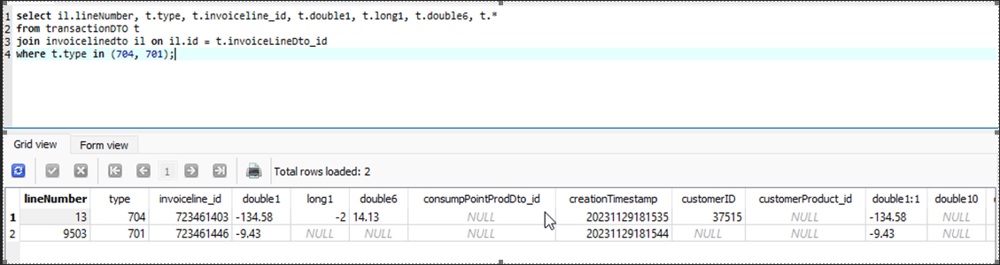 1 select il.lineNumber, t.type, t.invoiceline_id, t.double1, t.long1, t.double6, t.*
2 from transactionDTO t
3 join invoicelinedto il on il.id = t.invoiceLineDto_id
4 where t.type in (704, 701);
Grid view Form view
1 Total rows loaded: 2
lineNumber type invoiceline_id double1 long1 double6 consumpPointProdDto_id creationTimestamp customerID customerProduct_id double1:1 double10
1 13 704 723461403 -134.58 -2 14.13 NULL 20231129181535 37515 NULL -134.58 NULL
2 9503 701 723461446 -9.43 NULL NULL NULL 20231129181544 NULL NULL -9.43 NULL